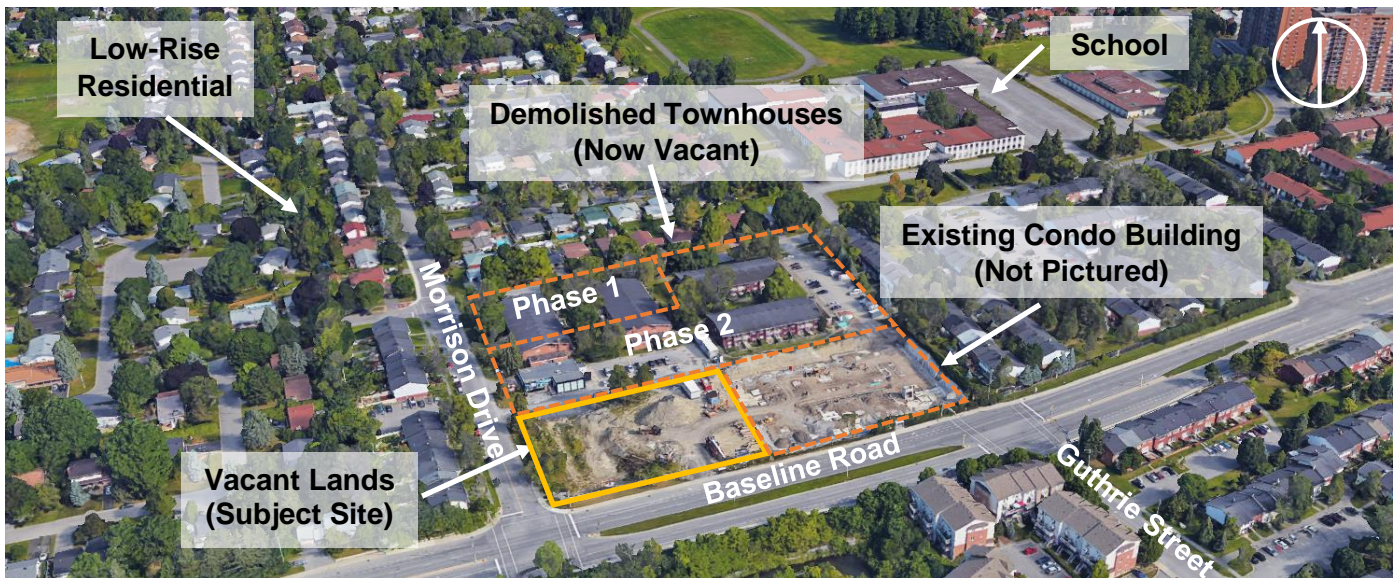 Low-Rise
Residential
School
Demolished Townhouses
(Now Vacant)
Existing Condo Building
(Not Pictured)
Phase 1
Phase 2
Morrison Drive
Vacant Lands
(Subject Site)
Baseline Road
Guthrie Street